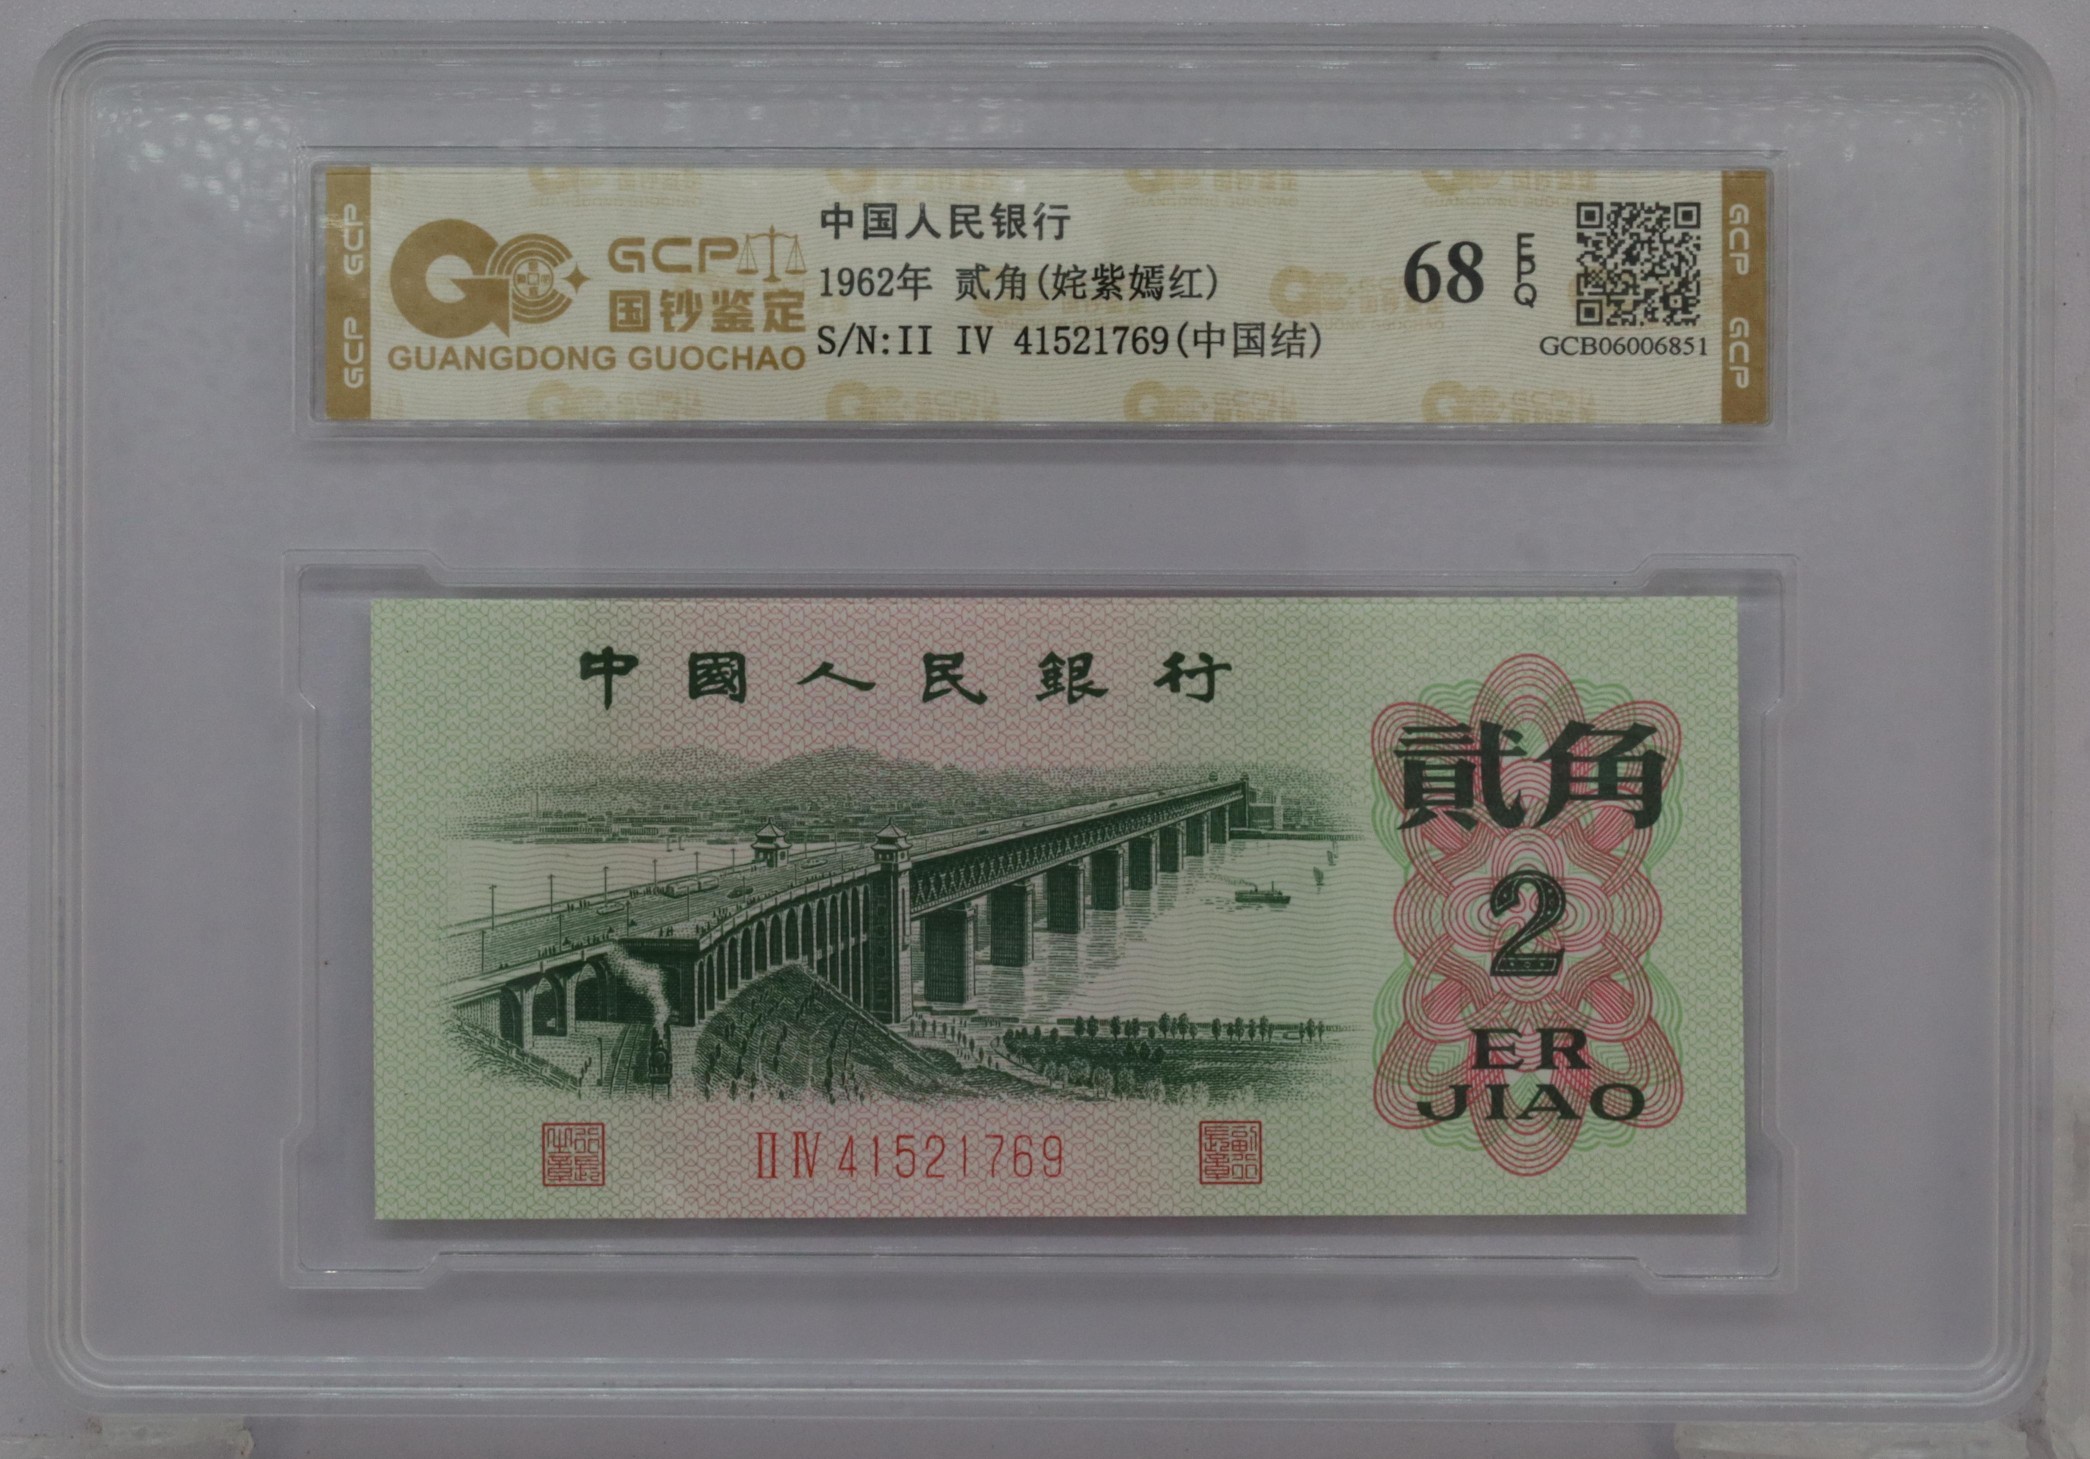 GCP GCP
GCP
国钞鉴定
GUANGDONG GUOCHAO
中国人民银行
1962年 贰角(姹紫嫣红)
S/N:II IV 41521769(中国结)
68 EPQ
GCB06006851
GCP GCP
中國人民銀行
貳角
2
ER
JIAO
II IV 41521769